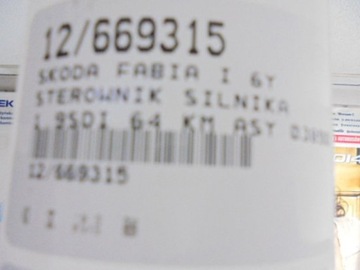 12/669315
SKODA FABIA I 6Y
STEROWNIK SILNIKA
1.9SDI 64 KM ASY
12/669315